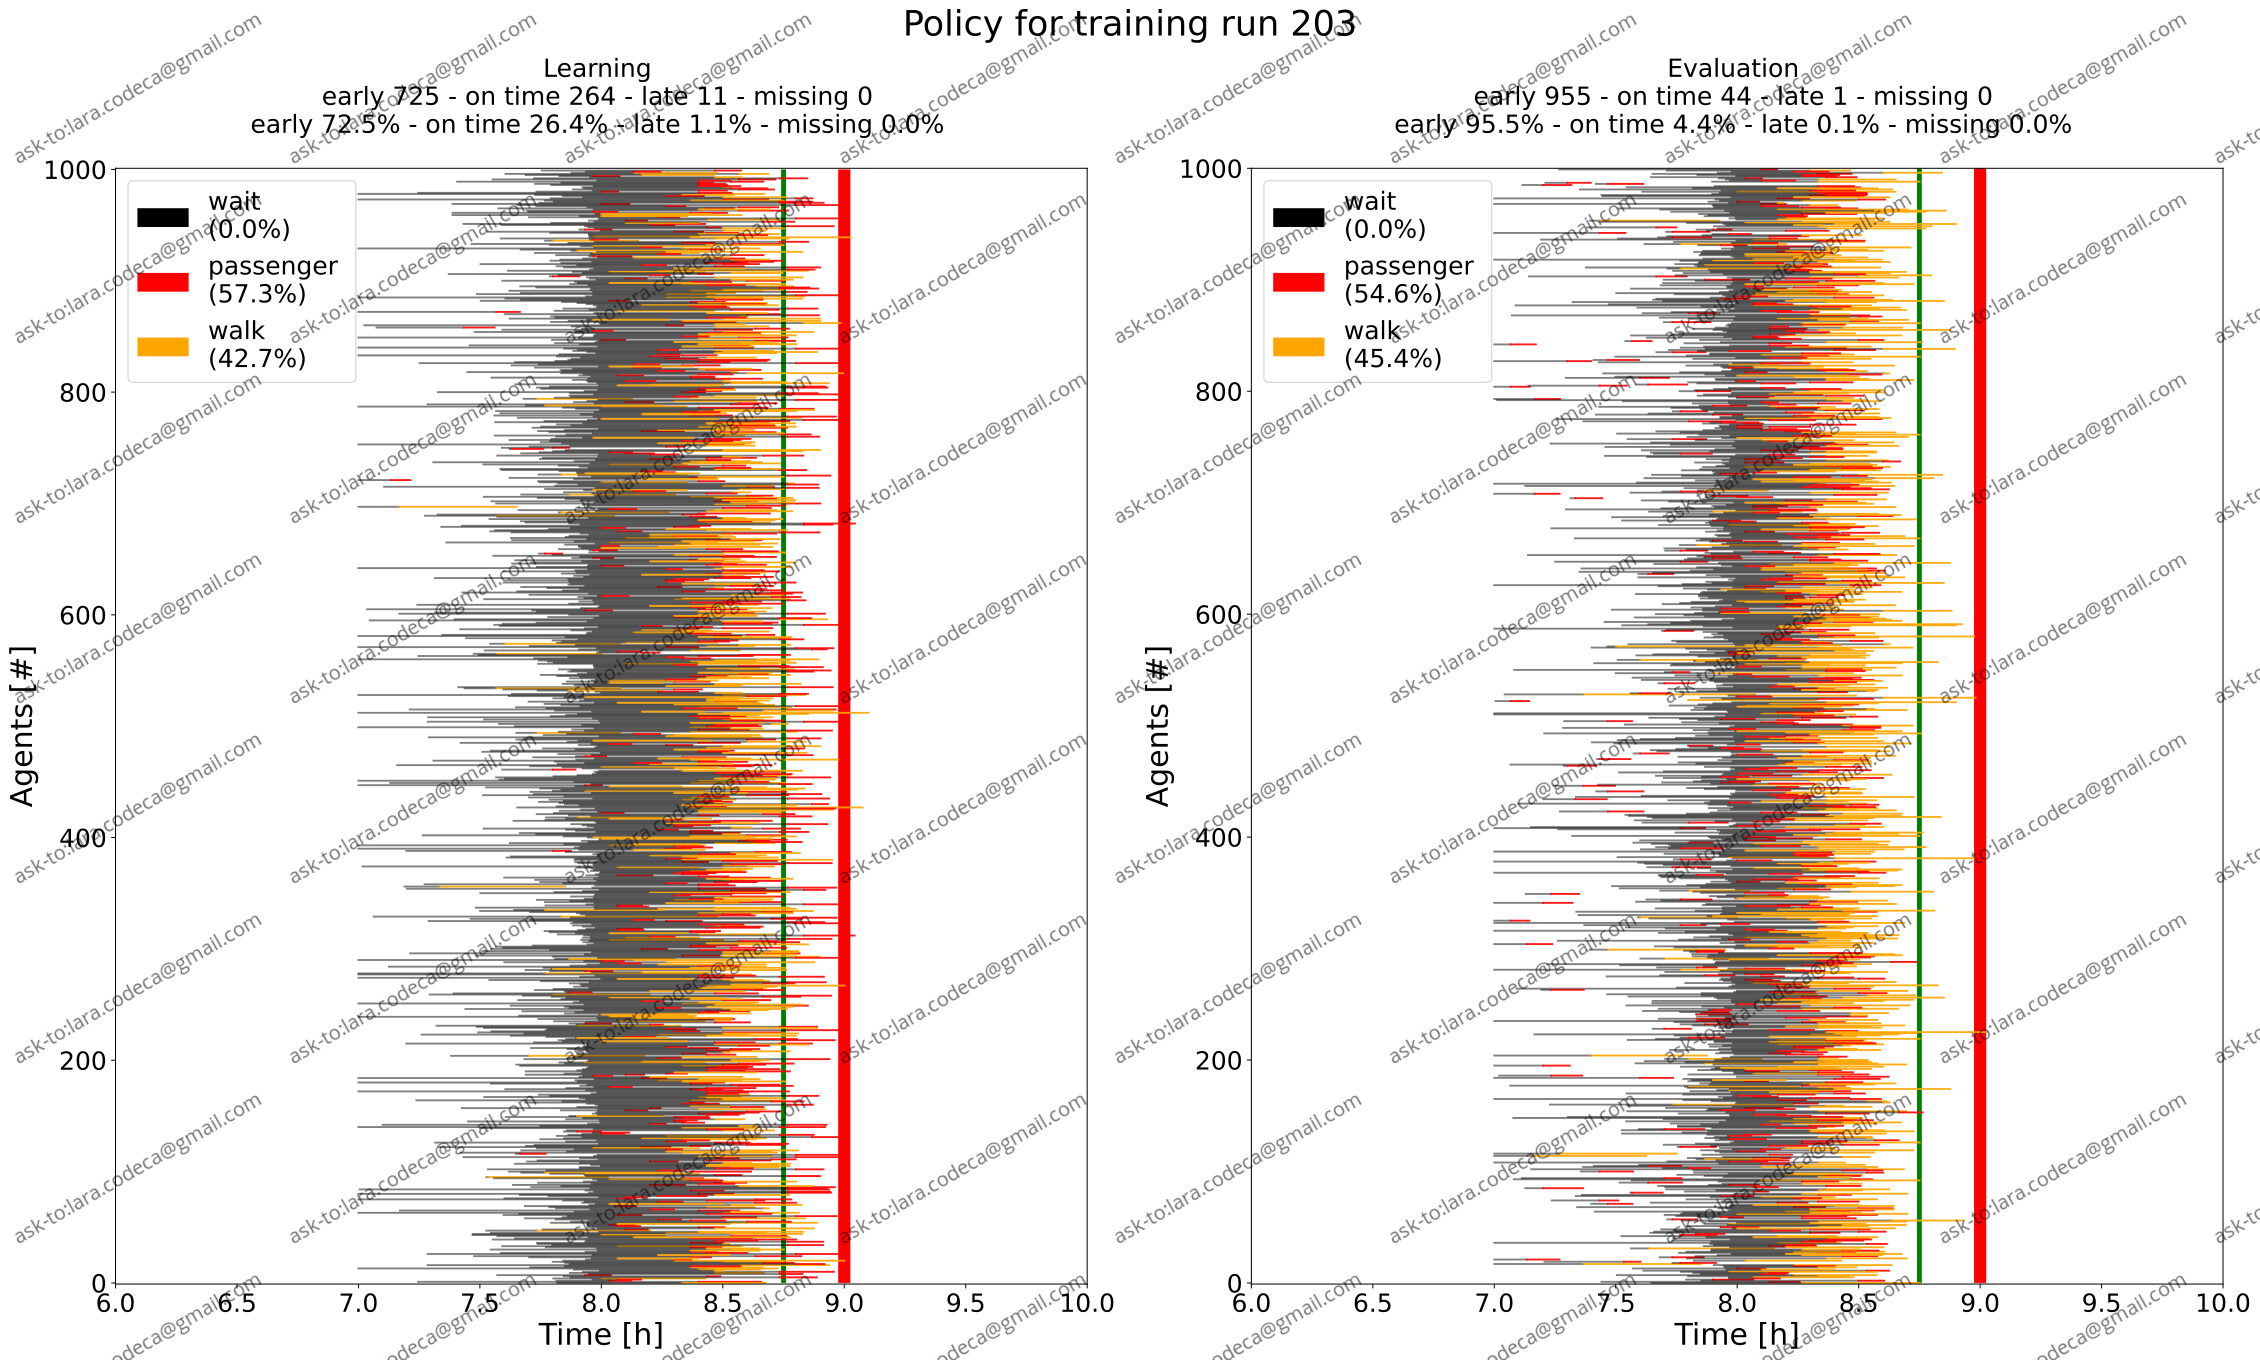 Policy for training run 203
Learning
early 725 - on time 264 - late 11 - missing 0
early 72.5% - on time 26.4% - late 1.1% - missing 0.0%
1000
800
600
400
200
0
Agents [#]
wait
(0.0%)
passenger
(57.3%)
walk
(42.7%)
6.0 6.5 7.0 7.5 8.0 8.5 9.0 9.5 10.0
Time [h]
Evaluation
early 955 - on time 44 - late 1 - missing 0
early 95.5% - on time 4.4% - late 0.1% - missing 0.0%
1000
800
600
400
200
0
Agents [#]
wait
(0.0%)
passenger
(54.6%)
walk
(45.4%)
6.0 6.5 7.0 7.5 8.0 8.5 9.0 9.5 10.0
Time [h]
ask-to:lara.codeca@gmail.com